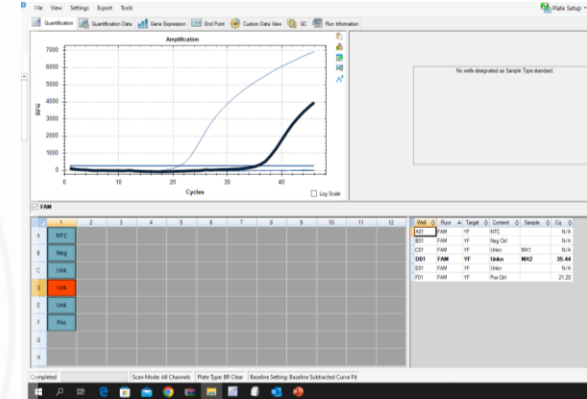 File View Settings Export Tools
Plate Setup
Quantification Quantification Data Gene Expression End Point Custom Data View QC Run Information
Amplification
7000
6000
5000
4000
3000
2000
1000
0
RFU
0 10 20 30 40
Cycles
Log Scale
No wells designated as Sample Type standard.
FAM
1 2 3 4 5 6 7 8 9 10 11 12
A NTC
B Neg
C Unk
D Unk
E Unk
F Pos
G
H
Well Fluor Target Content Sample Cq
A01 FAM YF NTC N/A
B01 FAM YF Neg Ctrl N/A
C01 FAM YF Unkn MX1 N/A
D01 FAM YF Unkn MX2 35.44
E01 FAM YF Unkn N/A
F01 FAM YF Pos Ctrl 21.20
Completed Scan Mode: All Channels Plate Type: BR Clear Baseline Setting: Baseline Subtracted Curve Fit